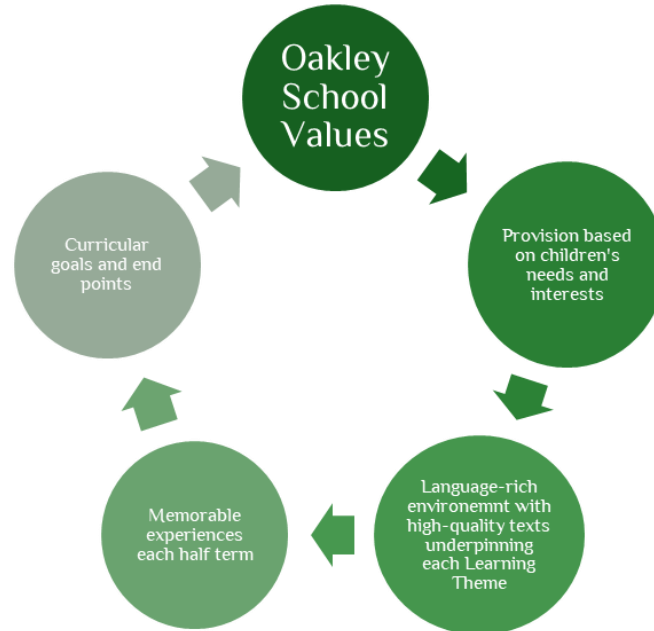 Oakley
School
Values
Provision based
on children's
needs and
interests
Language-rich
environemnt with
high-quality texts
underpinning
each Learning
Theme
Memorable
experiences
each half term
Curricular
goals and end
points